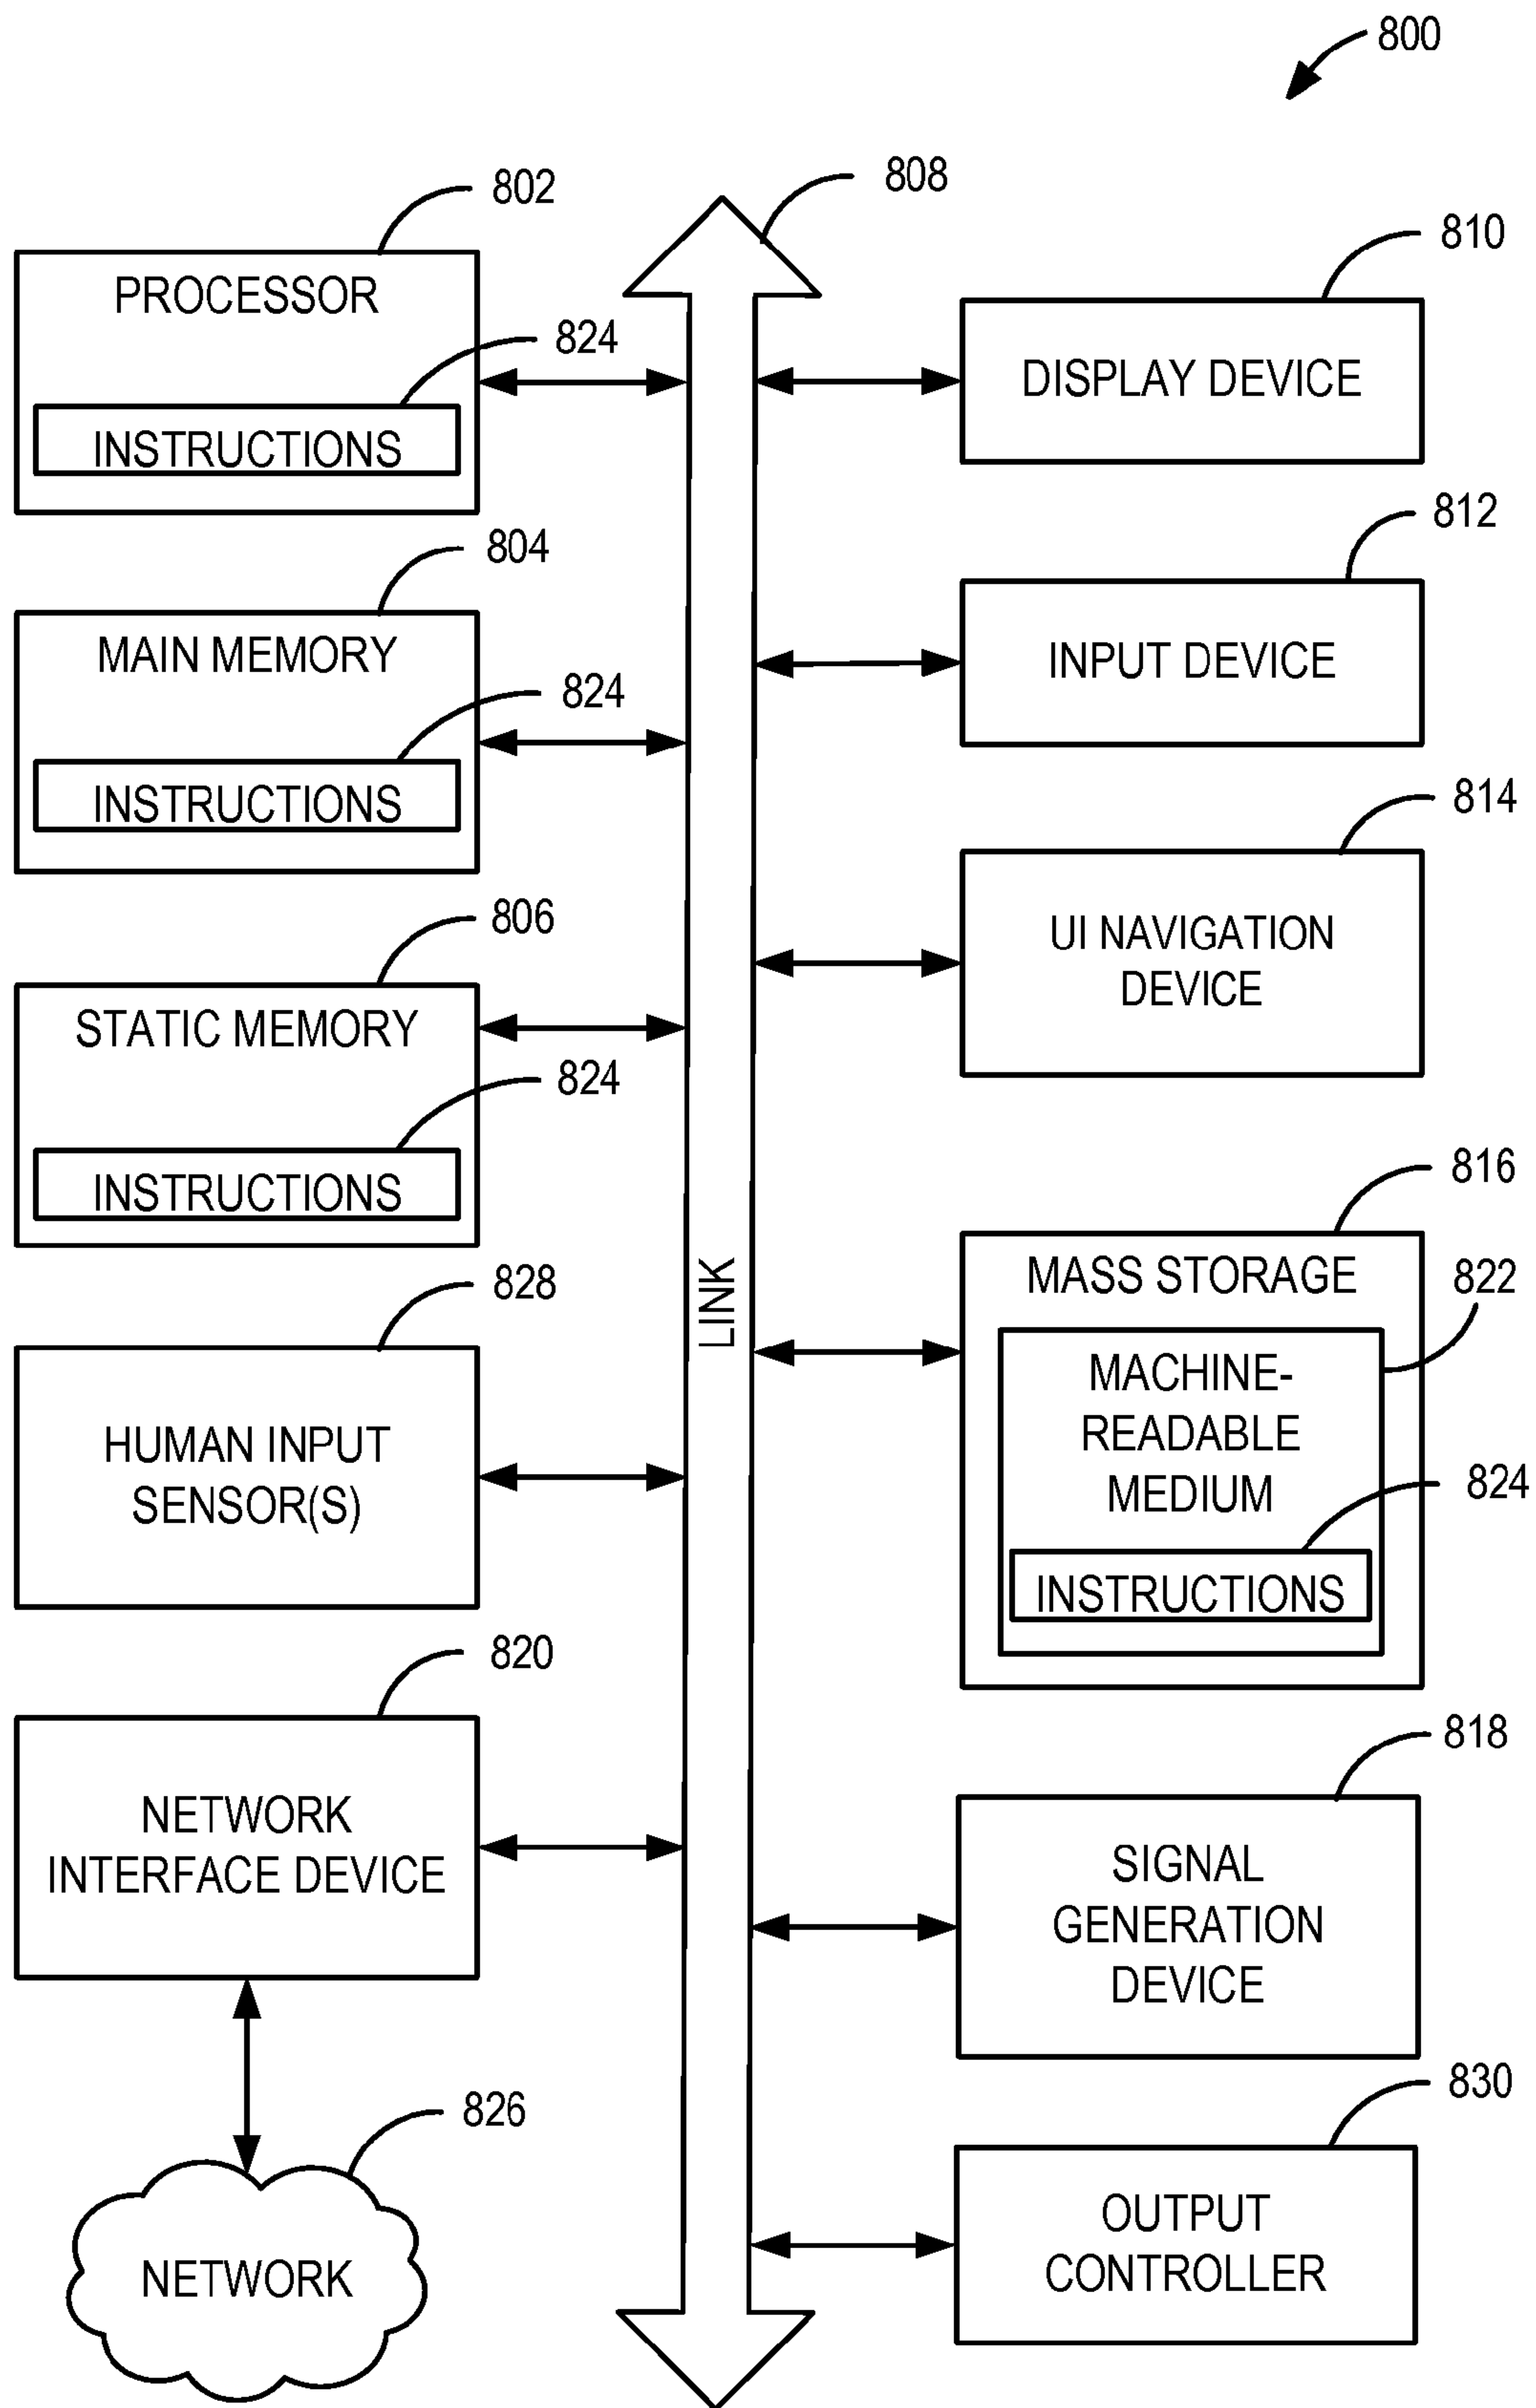 800
802
PROCESSOR
824
INSTRUCTIONS
804
MAIN MEMORY
824
INSTRUCTIONS
806
STATIC MEMORY
824
INSTRUCTIONS
828
HUMAN INPUT
SENSOR(S)
820
NETWORK
INTERFACE DEVICE
826
NETWORK
808
LINK
810
DISPLAY DEVICE
812
INPUT DEVICE
814
UI NAVIGATION
DEVICE
816
MASS STORAGE
822
MACHINE-
READABLE
MEDIUM
824
INSTRUCTIONS
818
SIGNAL
GENERATION
DEVICE
830
OUTPUT
CONTROLLER